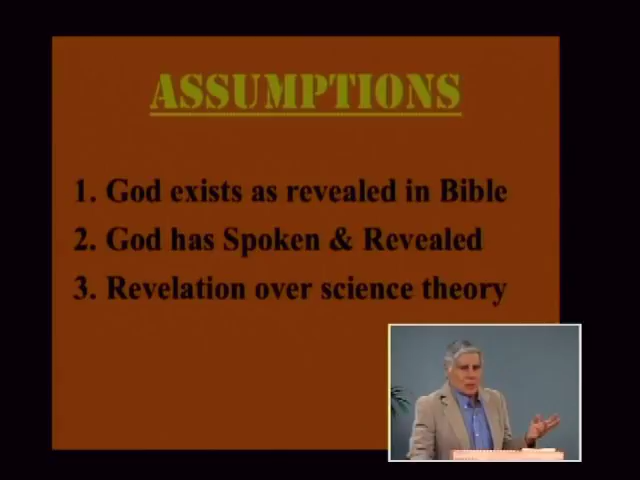 ASSUMPTIONS
1. God exists as revealed in Bible
2. God has Spoken & Revealed
3. Revelation over science theory